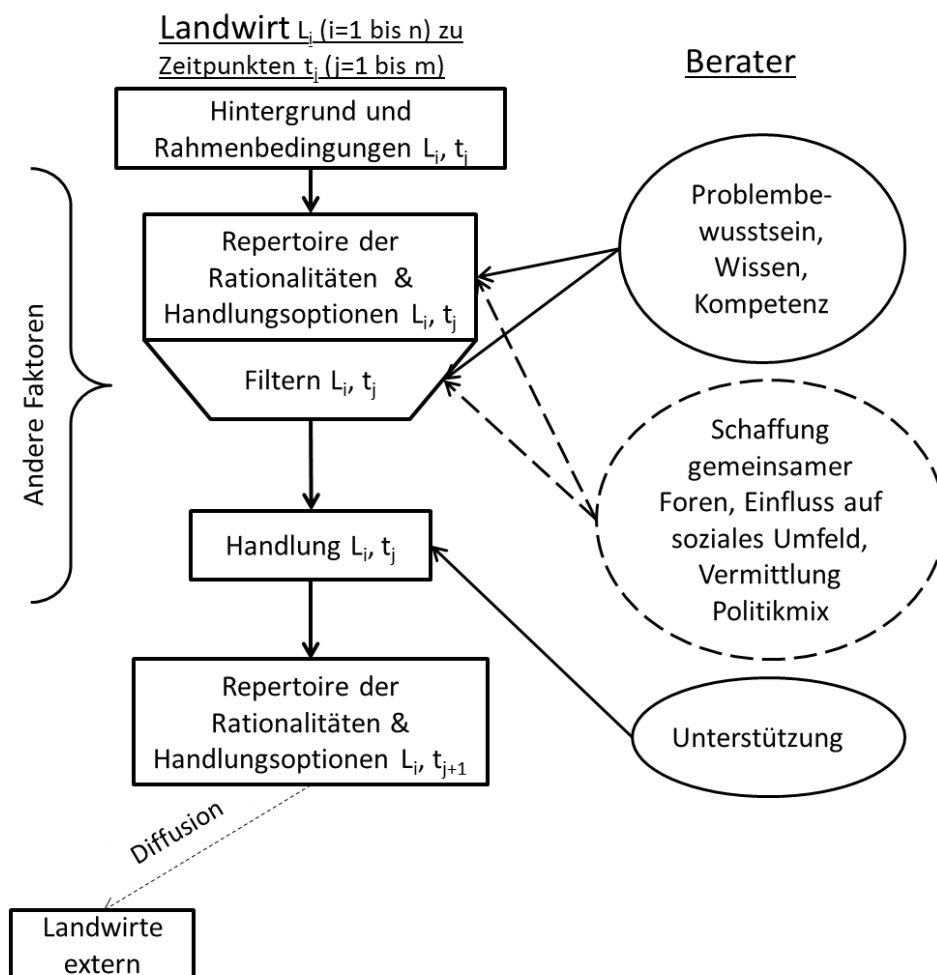 Landwirt Lᵢ (i=1 bis n) zu
Zeitpunkten tⱼ (j=1 bis m)
Berater
Hintergrund und
Rahmenbedingungen Lᵢ, tⱼ
Repertoire der
Rationalitäten &
Handlungsoptionen Lᵢ, tⱼ
Filtern Lᵢ, tⱼ
Handlung Lᵢ, tⱼ
Repertoire der
Rationalitäten &
Handlungsoptionen Lᵢ, tⱼ₊₁
Diffusion
Landwirte
extern
Andere Faktoren
Problembe-
wusstsein,
Wissen,
Kompetenz
Schaffung
gemeinsamer
Foren, Einfluss auf
soziales Umfeld,
Vermittlung
Politikmix
Unterstützung